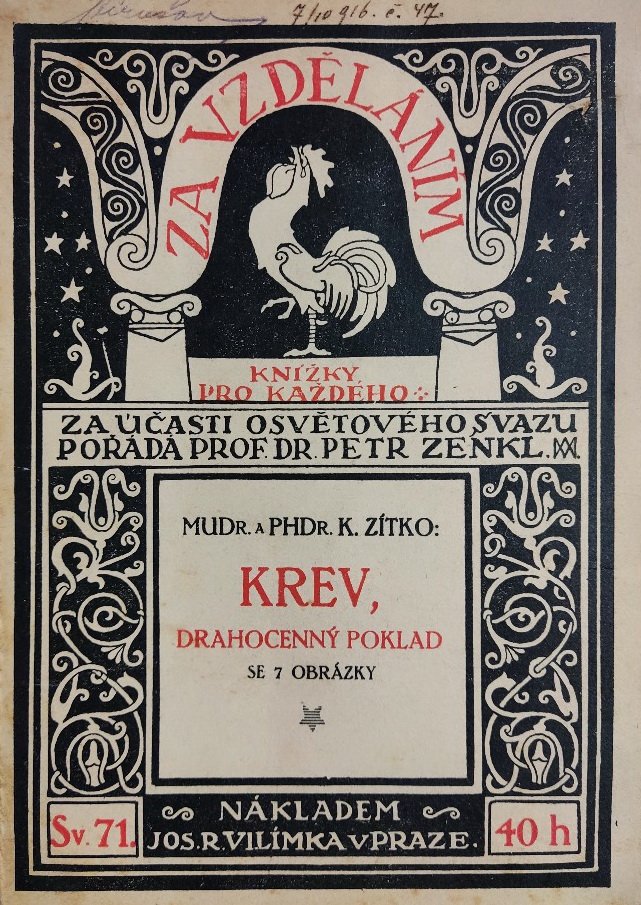 7/10 916. č. 47.
ZA VZDĚLÁNÍM
KNÍŽKY
PRO KAŽDÉHO
ZA ÚČASTI OSVĚTOVÉHO SVAZU
POŘÁDÁ PROF. DR. PETR ZENKL.
MUDR. A PHDR. K. ZÍTKO:
KREV,
DRAHOCENNÝ POKLAD
SE 7 OBRÁZKY
NÁKLADEM
Sv. 71. JOS. R. VILÍMKA V PRAZE. 40 h